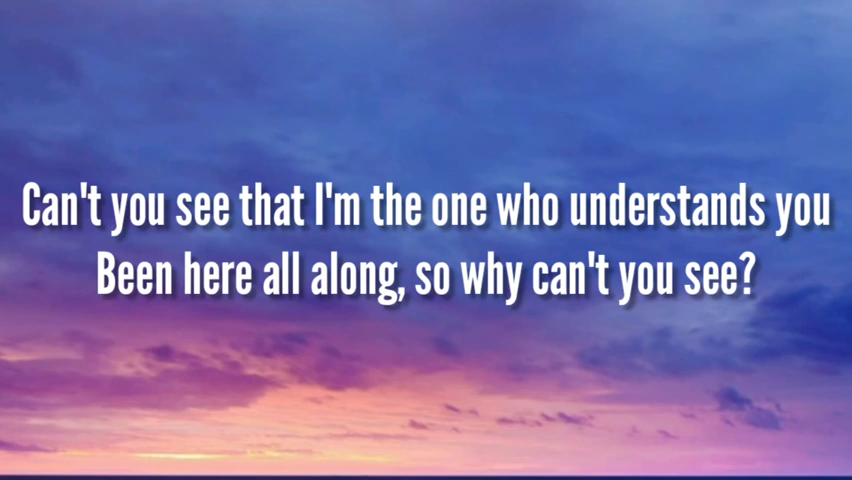 Can't you see that I'm the one who understands you
Been here all along, so why can't you see?